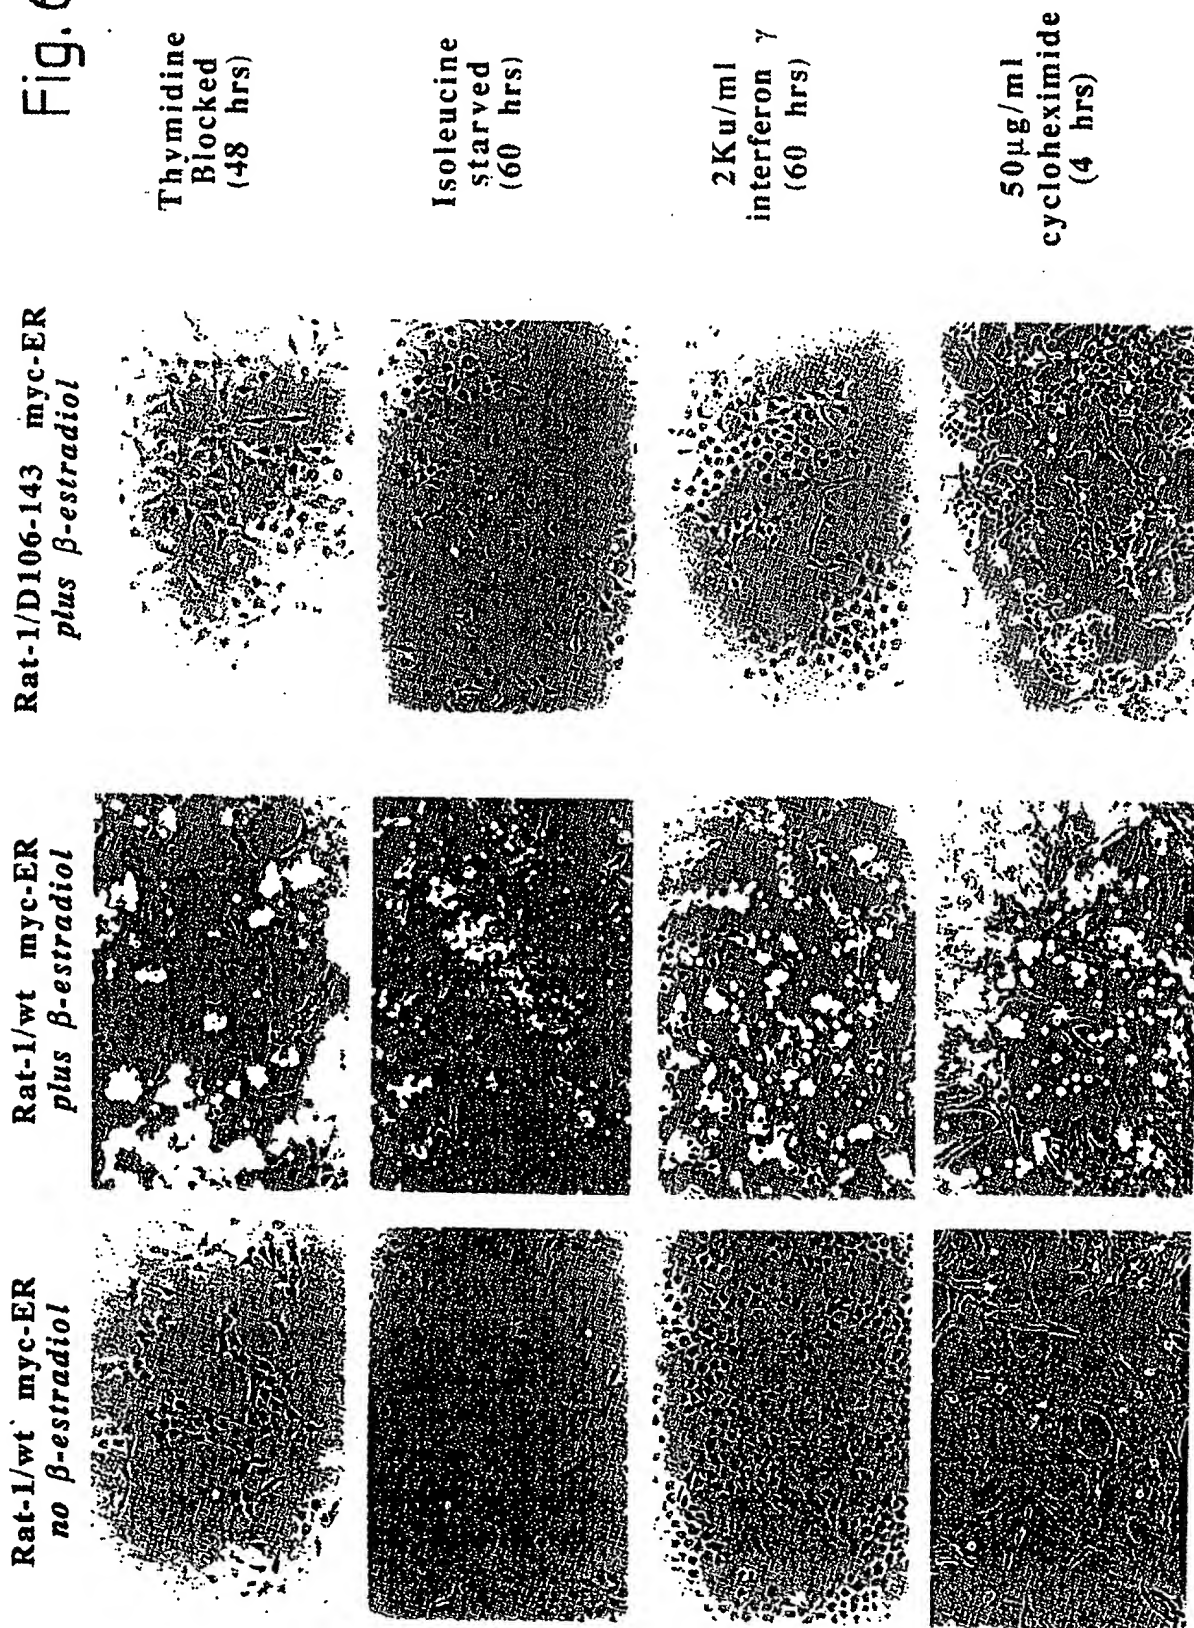 Fig. 6
Rat-1/wt myc-ER
no β-estradiol
Rat-1/wt myc-ER
plus β-estradiol
Rat-1/D106-143 myc-ER
plus β-estradiol
Thymidine
Blocked
(48 hrs)
Isoleucine
starved
(60 hrs)
2Ku/ml
interferon γ
(60 hrs)
50μg/ml
cycloheximide
(4 hrs)